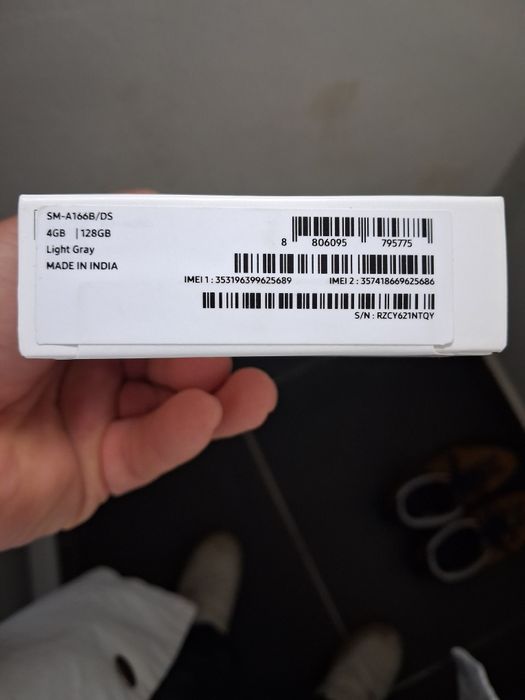 SM-A166B/DS
4GB | 128GB
Light Gray
MADE IN INDIA
8 806095 795775
IMEI 1 : 353196399625689 IMEI 2 : 357418669625686
S/N : RZCY621NTQY